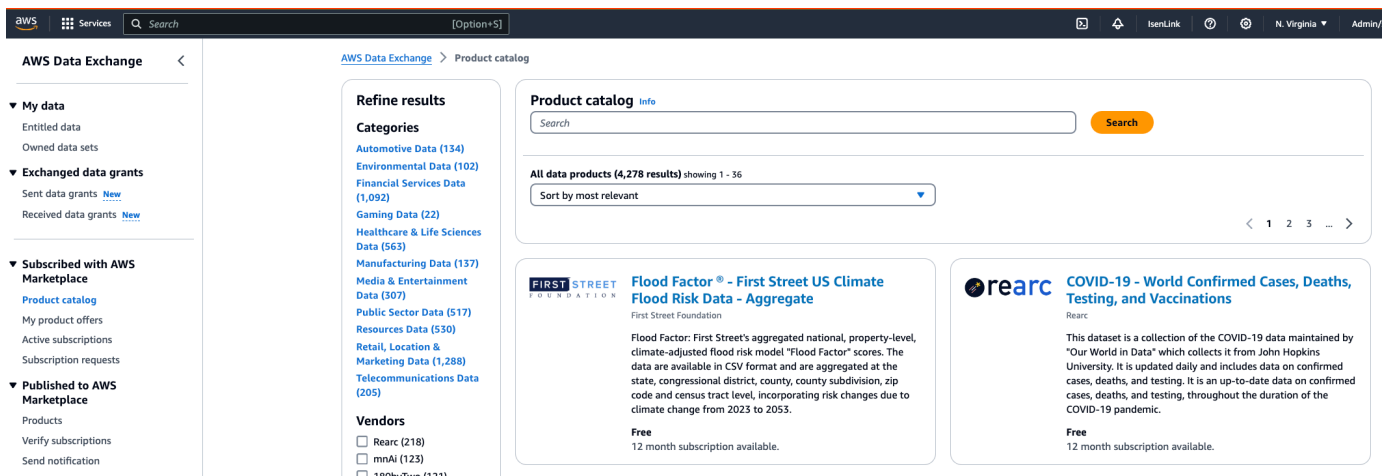 aws
Services
Search
[Option+S]
IsenLink
N. Virginia
Admin/
AWS Data Exchange
My data
Entitled data
Owned data sets
Exchanged data grants
Sent data grants New
Received data grants New
Subscribed with AWS
Marketplace
Product catalog
My product offers
Active subscriptions
Subscription requests
Published to AWS
Marketplace
Products
Verify subscriptions
Send notification
AWS Data Exchange > Product catalog
Refine results
Categories
Automotive Data (134)
Environmental Data (102)
Financial Services Data
(1,092)
Gaming Data (22)
Healthcare & Life Sciences
Data (563)
Manufacturing Data (137)
Media & Entertainment
Data (307)
Public Sector Data (517)
Resources Data (530)
Retail, Location &
Marketing Data (1,288)
Telecommunications Data
(205)
Vendors
Rearc (218)
mnAi (123)
Product catalog Info
Search
Search
All data products (4,278 results) showing 1 - 36
Sort by most relevant
1 2 3 ...
FIRST STREET
FOUNDATION
Flood Factor ® - First Street US Climate
Flood Risk Data - Aggregate
First Street Foundation
Flood Factor: First Street's aggregated national, property-level,
climate-adjusted flood risk model "Flood Factor" scores. The
data are available in CSV format and are aggregated at the
state, congressional district, county, county subdivision, zip
code and census tract level, incorporating risk changes due to
climate change from 2023 to 2053.
Free
12 month subscription available.
rearc
COVID-19 - World Confirmed Cases, Deaths,
Testing, and Vaccinations
Rearc
This dataset is a collection of the COVID-19 data maintained by
"Our World in Data" which collects it from John Hopkins
University. It is updated daily and includes data on confirmed
cases, deaths, and testing. It is an up-to-date data on confirmed
cases, deaths, and testing, throughout the duration of the
COVID-19 pandemic.
Free
12 month subscription available.